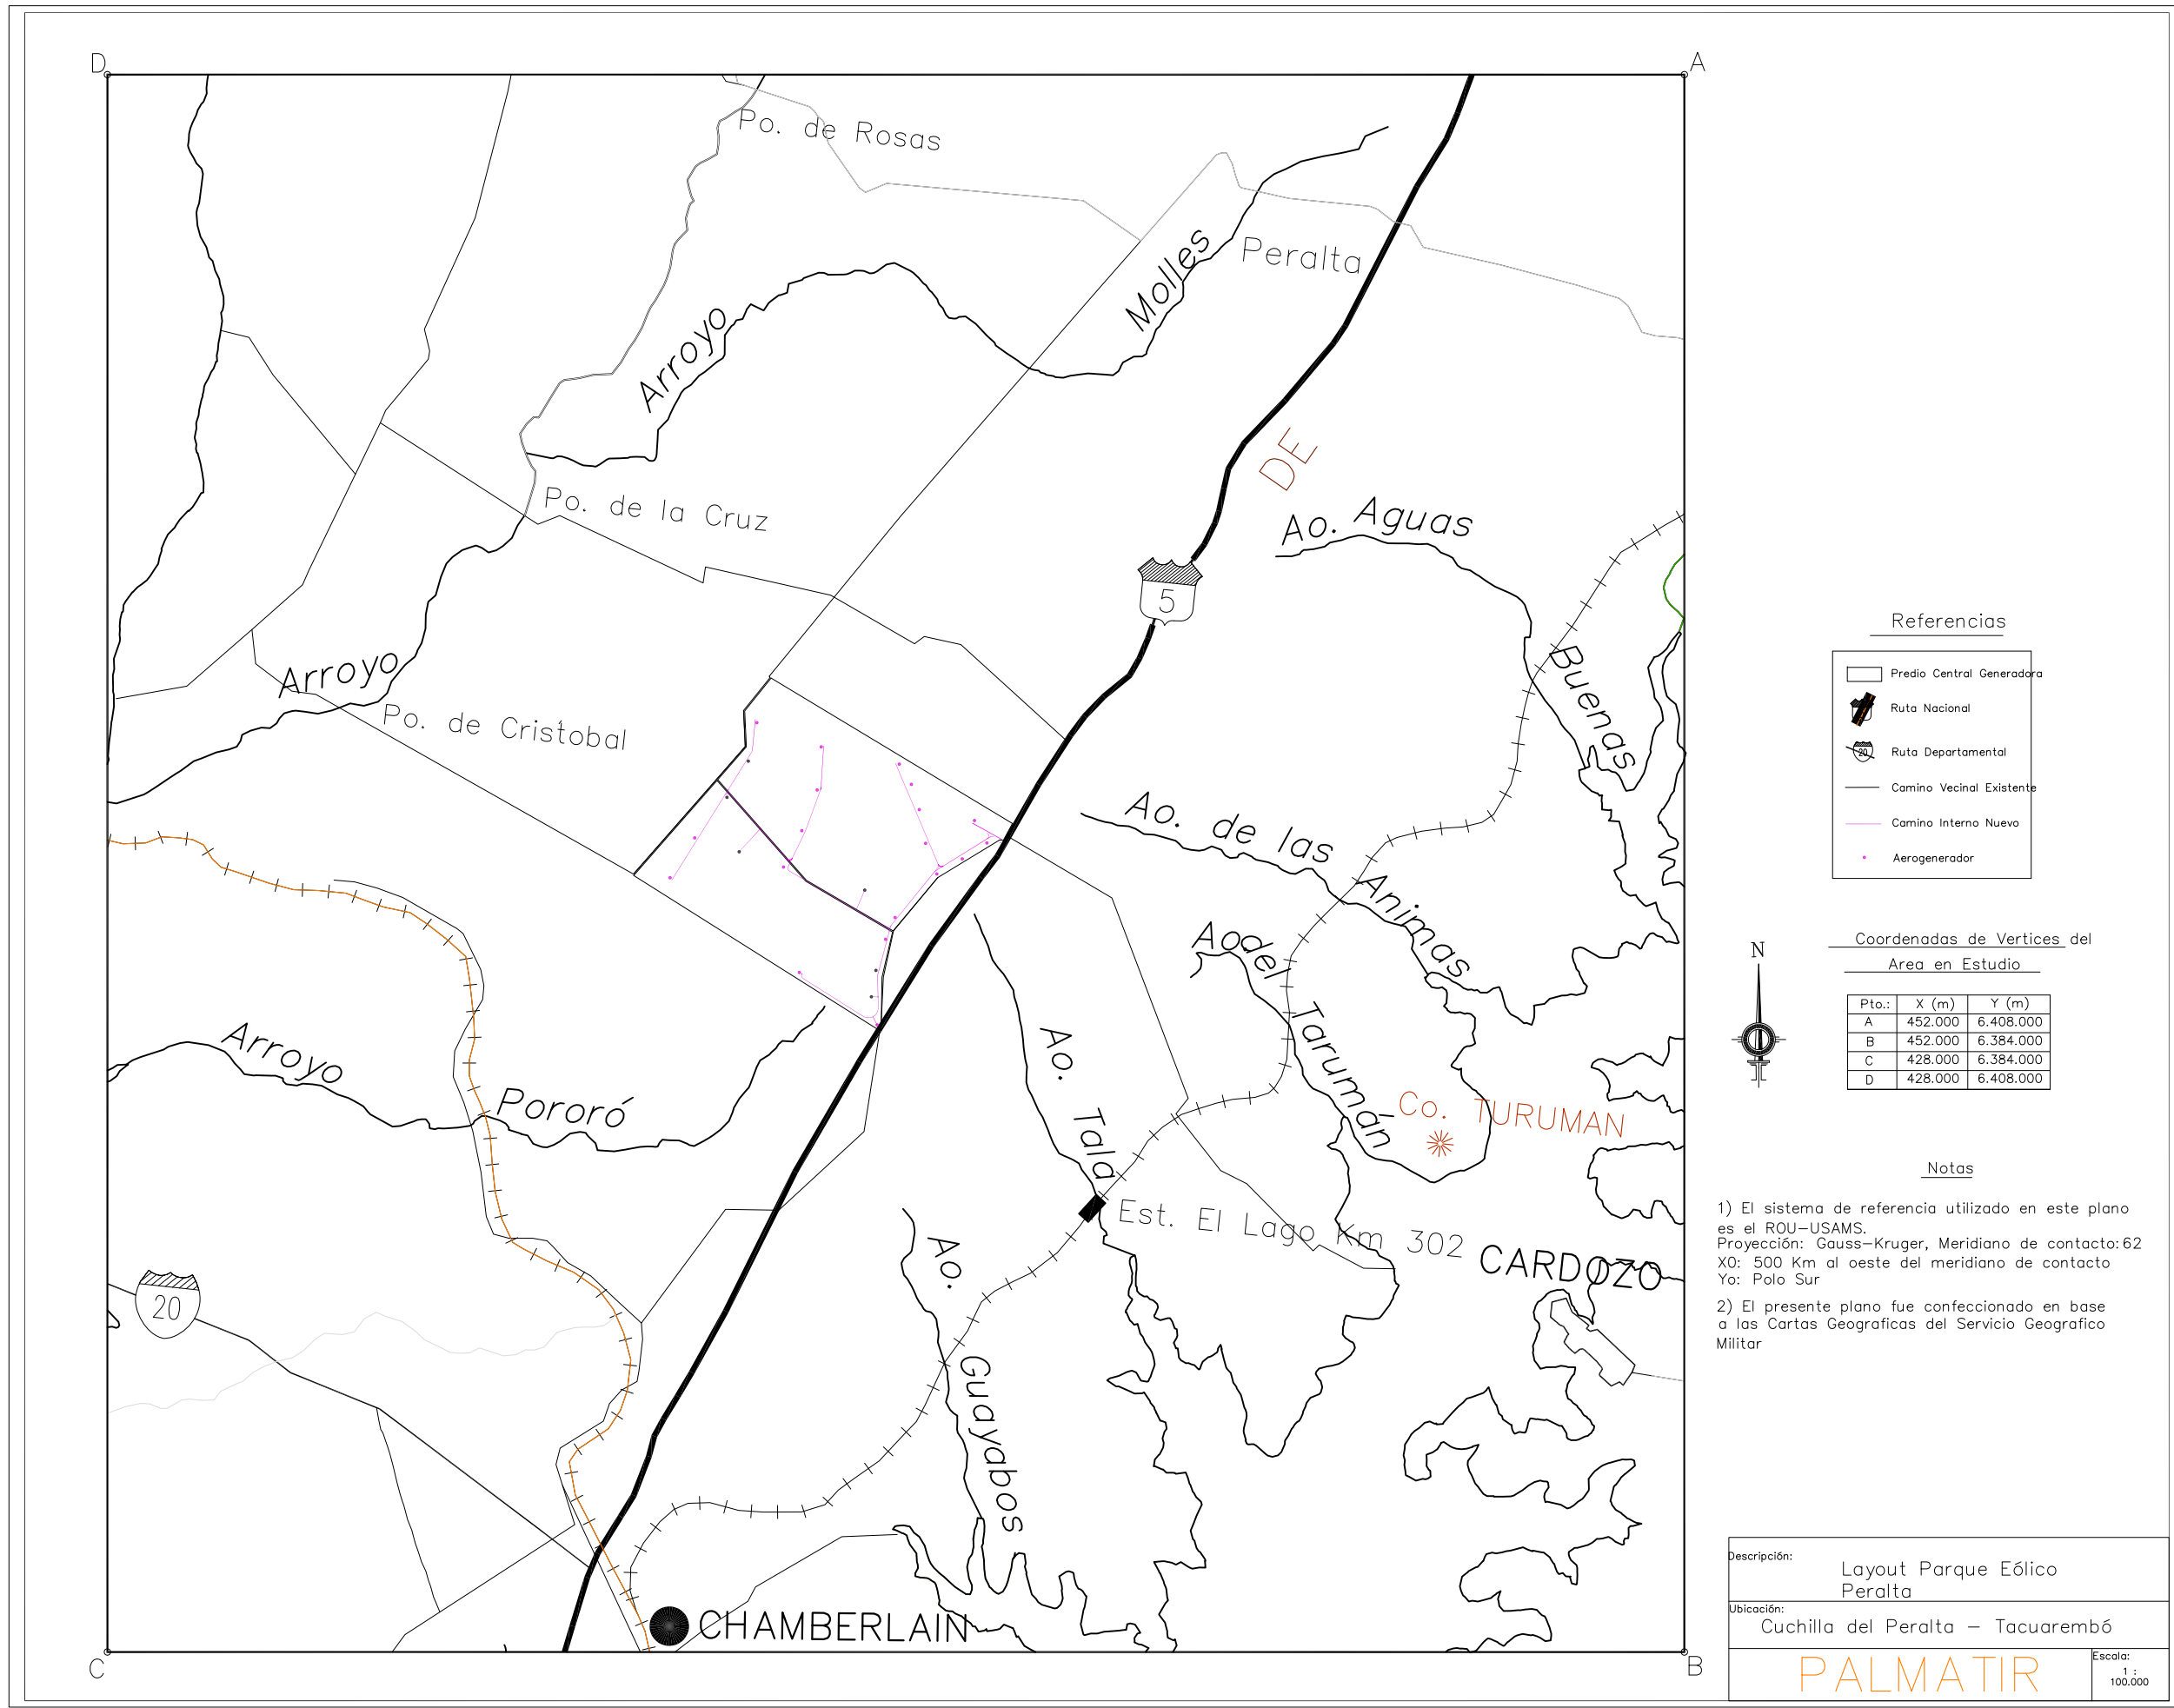 D
A
Po. de Rosas
Molles
Peralta
Arroyo
DE
Po. de la Cruz
Ao. Aguas
Buenas
5
Arroyo
Po. de Cristobal
Ao. de las
Animas
Ao del
Tarumán
Arroyo
Pororó
Ao.
Tala
Co. TURUMAN
Est. El Lago Km 302
CARDOZO
20
Ao.
Guayabos
CHAMBERLAIN
C
B
Referencias
Predio Central Generadora
Ruta Nacional
20
Ruta Departamental
Camino Vecinal Existente
Camino Interno Nuevo
Aerogenerador
N
Coordenadas de Vertices del
Area en Estudio
Pto.: X (m) Y (m)
A 452.000 6.408.000
B 452.000 6.384.000
C 428.000 6.384.000
D 428.000 6.408.000
Notas
1) El sistema de referencia utilizado en este plano
es el ROU-USAMS.
Proyección: Gauss-Kruger, Meridiano de contacto:62
X0: 500 Km al oeste del meridiano de contacto
Yo: Polo Sur
2) El presente plano fue confeccionado en base
a las Cartas Geograficas del Servicio Geografico
Militar
Descripción:
Layout Parque Eólico
Peralta
Ubicación:
Cuchilla del Peralta - Tacuarembó
PALMATIR
Escala:
1 :
100.000